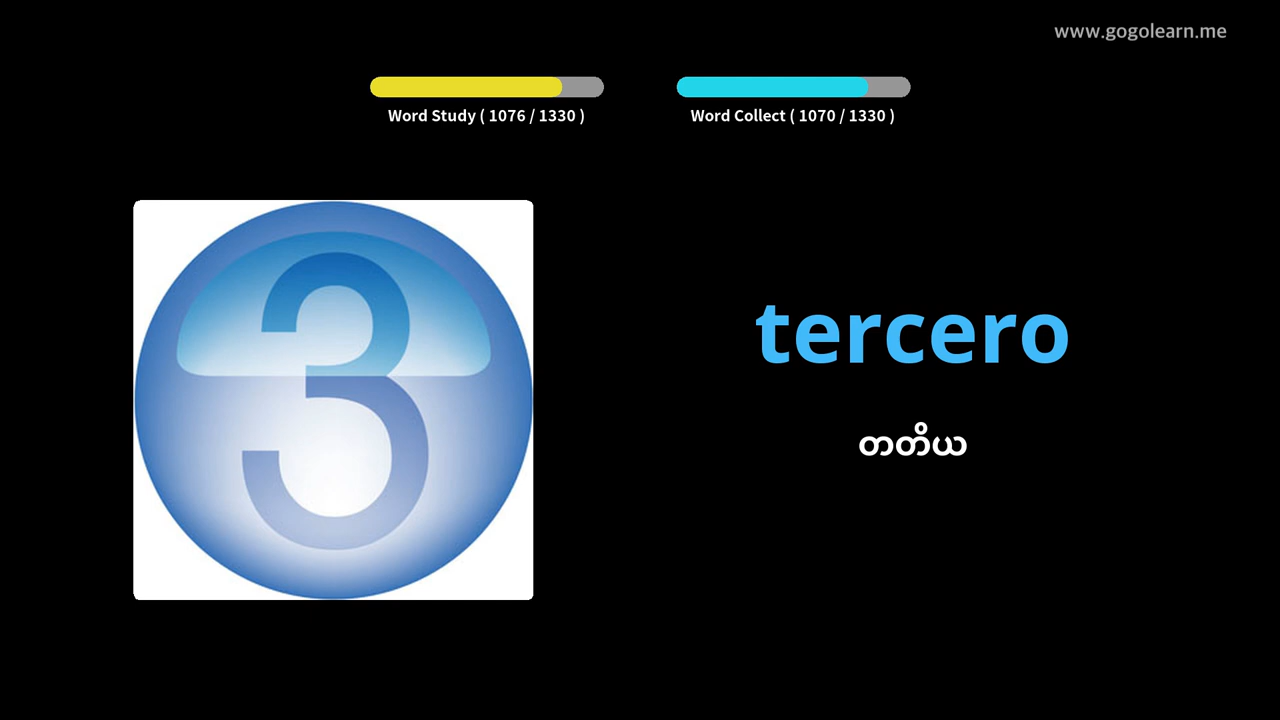 www.gogolearn.me
Word Study ( 1076 / 1330 )
Word Collect ( 1070 / 1330 )
3
tercero
တတိယ